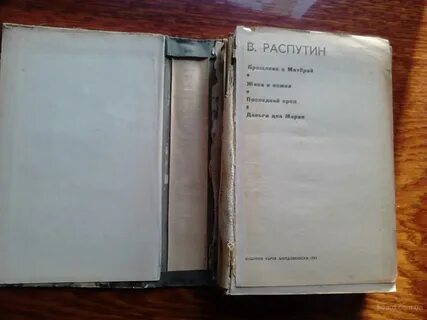 В. РАСПУТИН
Прощание с Матёрой
Живи и помни
Последний срок
Деньги для Марии